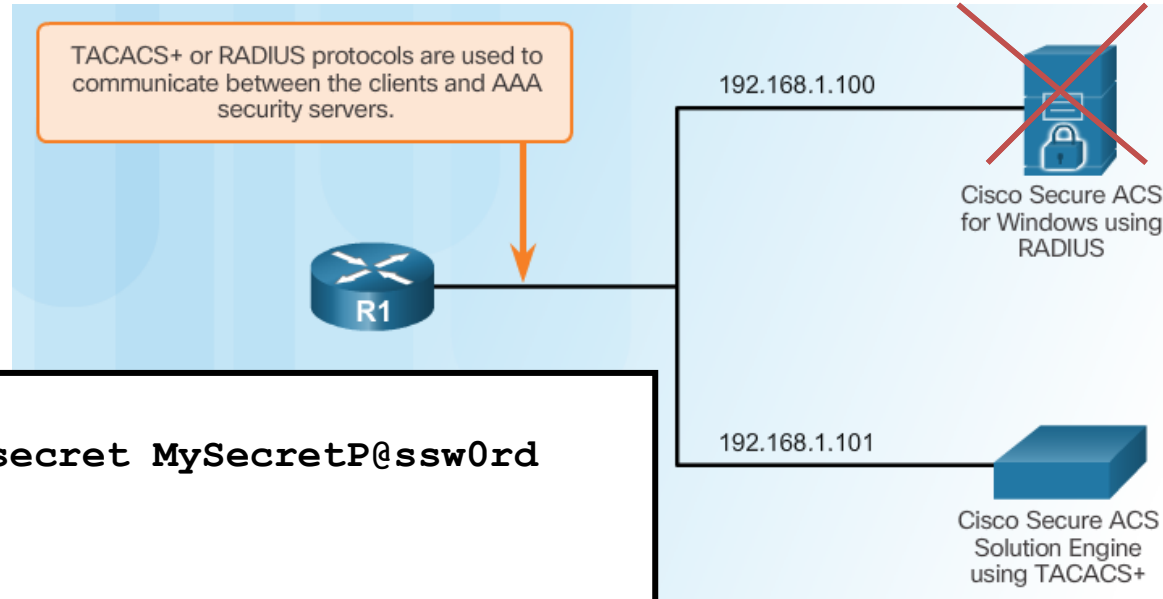 TACACS+ or RADIUS protocols are used to
communicate between the clients and AAA
security servers.
192.168.1.100
Cisco Secure ACS
for Windows using
RADIUS
R1
secret MySecretP@ssw0rd
192.168.1.101
Cisco Secure ACS
Solution Engine
using TACACS+